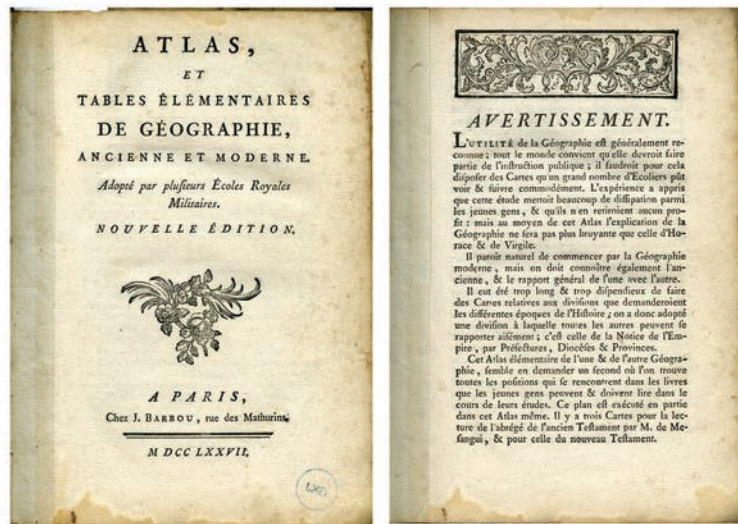 ATLAS,
ET
TABLES ÉLÉMENTAIRES
DE GÉOGRAPHIE,
ANCIENNE ET MODERNE.
Adopté par pluſieurs Écoles Royales
Militaires.
NOUVELLE ÉDITION.
A PARIS,
Chez J. BARBOU, rue des Mathurins.
M DCC LXXVII.
AVERTISSEMENT.
L'UTILITÉ de la Géographie eſt généralement re-
connue ; tout le monde convient qu'elle devroit faire
partie de l'inſtruction publique ; il faudroit pour cela
diſpoſer des Cartes qu'un grand nombre d'Ecoliers pût
voir & ſuivre commodément. L'expérience a appris
que cette étude mettoit beaucoup de diſſipation parmi
les jeunes gens, & qu'ils n'en retiroient aucun pro-
fit : mais au moyen de cet Atlas l'explication de la
Géographie ne ſera pas plus bruyante que celle d'Ho-
race & de Virgile.
Il paroît naturel de commencer par la Géographie
moderne, mais on doit connoître également l'an-
cienne, & le rapport général de l'une avec l'autre.
Il eut été trop long & trop diſpendieux de faire
des Cartes relatives aux diviſions que demanderoient
les différentes époques de l'Hiſtoire ; on a donc adopté
une diviſion à laquelle toutes les autres peuvent ſe
rapporter aiſément ; c'eſt celle de la Notice de l'Em-
pire, par Préfectures, Diocèſes & Provinces.
Cet Atlas élémentaire de l'une & de l'autre Géogra-
phie, ſemble en demander un ſecond où l'on trouve
toutes les poſitions qui ſe rencontrent dans les livres
que les jeunes gens peuvent & doivent lire dans le
cours de leurs études. Ce plan eſt exécuté en partie
dans cet Atlas même. Il y a trois Cartes pour la lec-
ture de l'abrégé de l'ancien Teſtament par M. de Me-
ſangui, & pour celle du nouveau Teſtament.